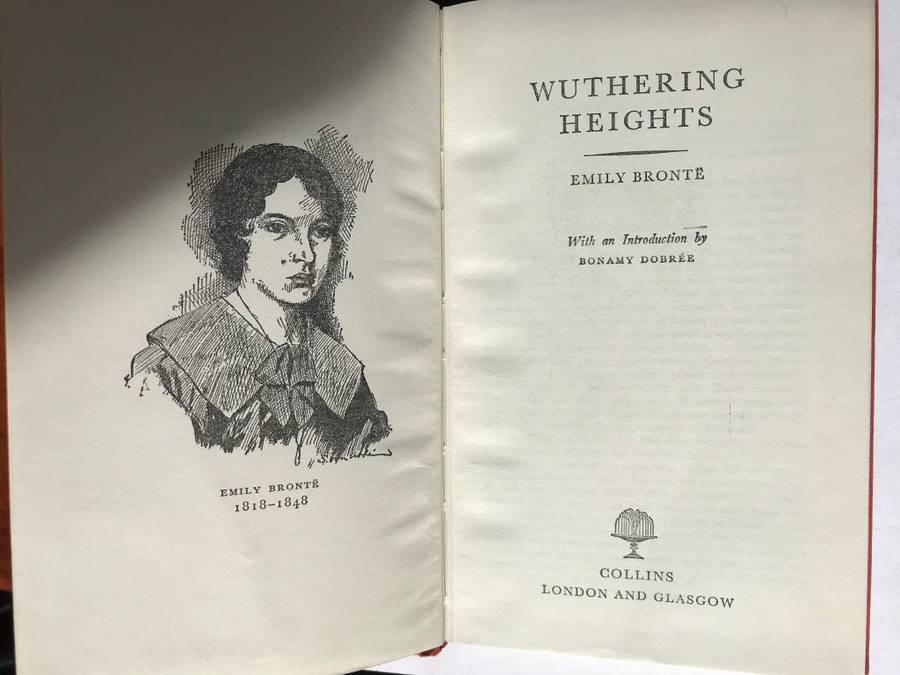 EMILY BRONTË
1818–1848
WUTHERING
HEIGHTS
EMILY BRONTË
With an Introduction by
BONAMY DOBRÉE
COLLINS
LONDON AND GLASGOW